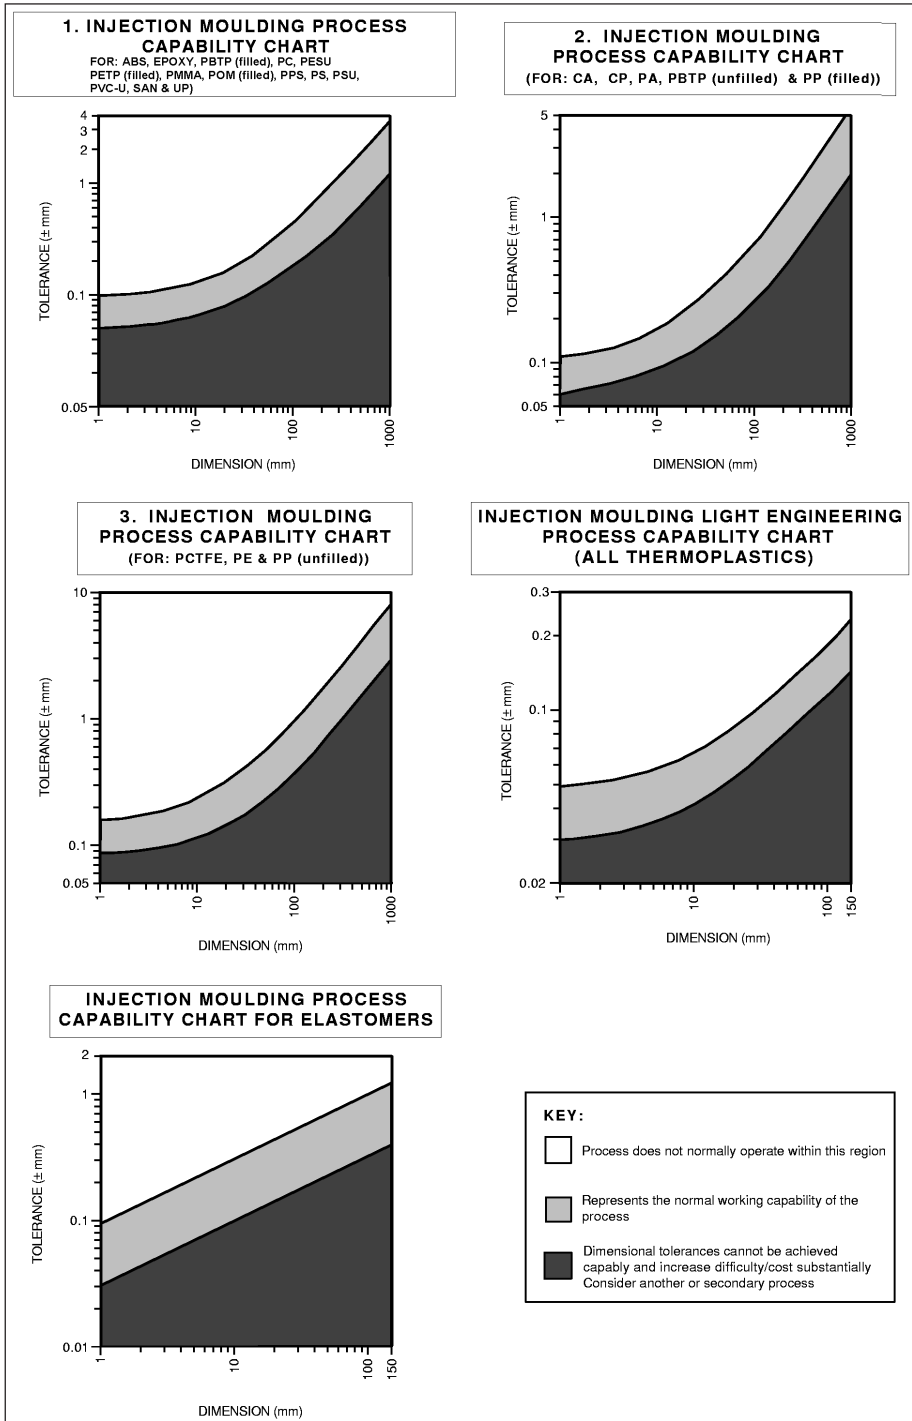 1. INJECTION MOULDING PROCESS
CAPABILITY CHART
FOR: ABS, EPOXY, PBTP (filled), PC, PESU
PETP (filled), PMMA, POM (filled), PPS, PS, PSU,
PVC-U, SAN & UP)
4
3
2
1
0.1
0.05
TOLERANCE (± mm)
1
10
100
1000
DIMENSION (mm)
2. INJECTION MOULDING
PROCESS CAPABILITY CHART
(FOR: CA, CP, PA, PBTP (unfilled) & PP (filled))
5
1
0.1
0.05
TOLERANCE (± mm)
1
10
100
1000
DIMENSION (mm)
3. INJECTION MOULDING
PROCESS CAPABILITY CHART
(FOR: PCTFE, PE & PP (unfilled))
10
1
0.1
0.05
TOLERANCE (± mm)
1
10
100
1000
DIMENSION (mm)
INJECTION MOULDING LIGHT ENGINEERING
PROCESS CAPABILITY CHART
(ALL THERMOPLASTICS)
0.3
0.2
0.1
0.02
TOLERANCE (± mm)
1
10
100
150
DIMENSION (mm)
INJECTION MOULDING PROCESS
CAPABILITY CHART FOR ELASTOMERS
2
1
0.1
0.01
TOLERANCE (± mm)
1
10
100
150
DIMENSION (mm)
KEY:
Process does not normally operate within this region
Represents the normal working capability of the
process
Dimensional tolerances cannot be achieved
capably and increase difficulty/cost substantially
Consider another or secondary process